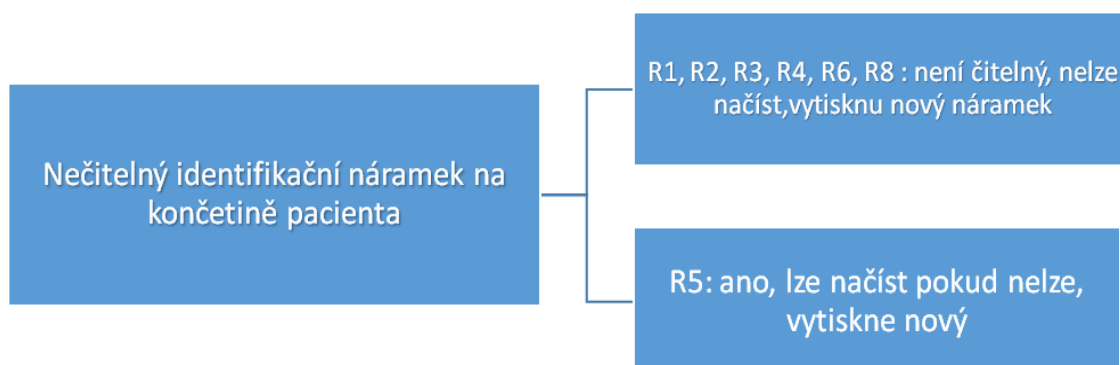 Nečitelný identifikační náramek na
končetině pacienta
R1, R2, R3, R4, R6, R8 : není čitelný, nelze
načíst,vytisknu nový náramek
R5: ano, lze načíst pokud nelze,
vytiskne nový